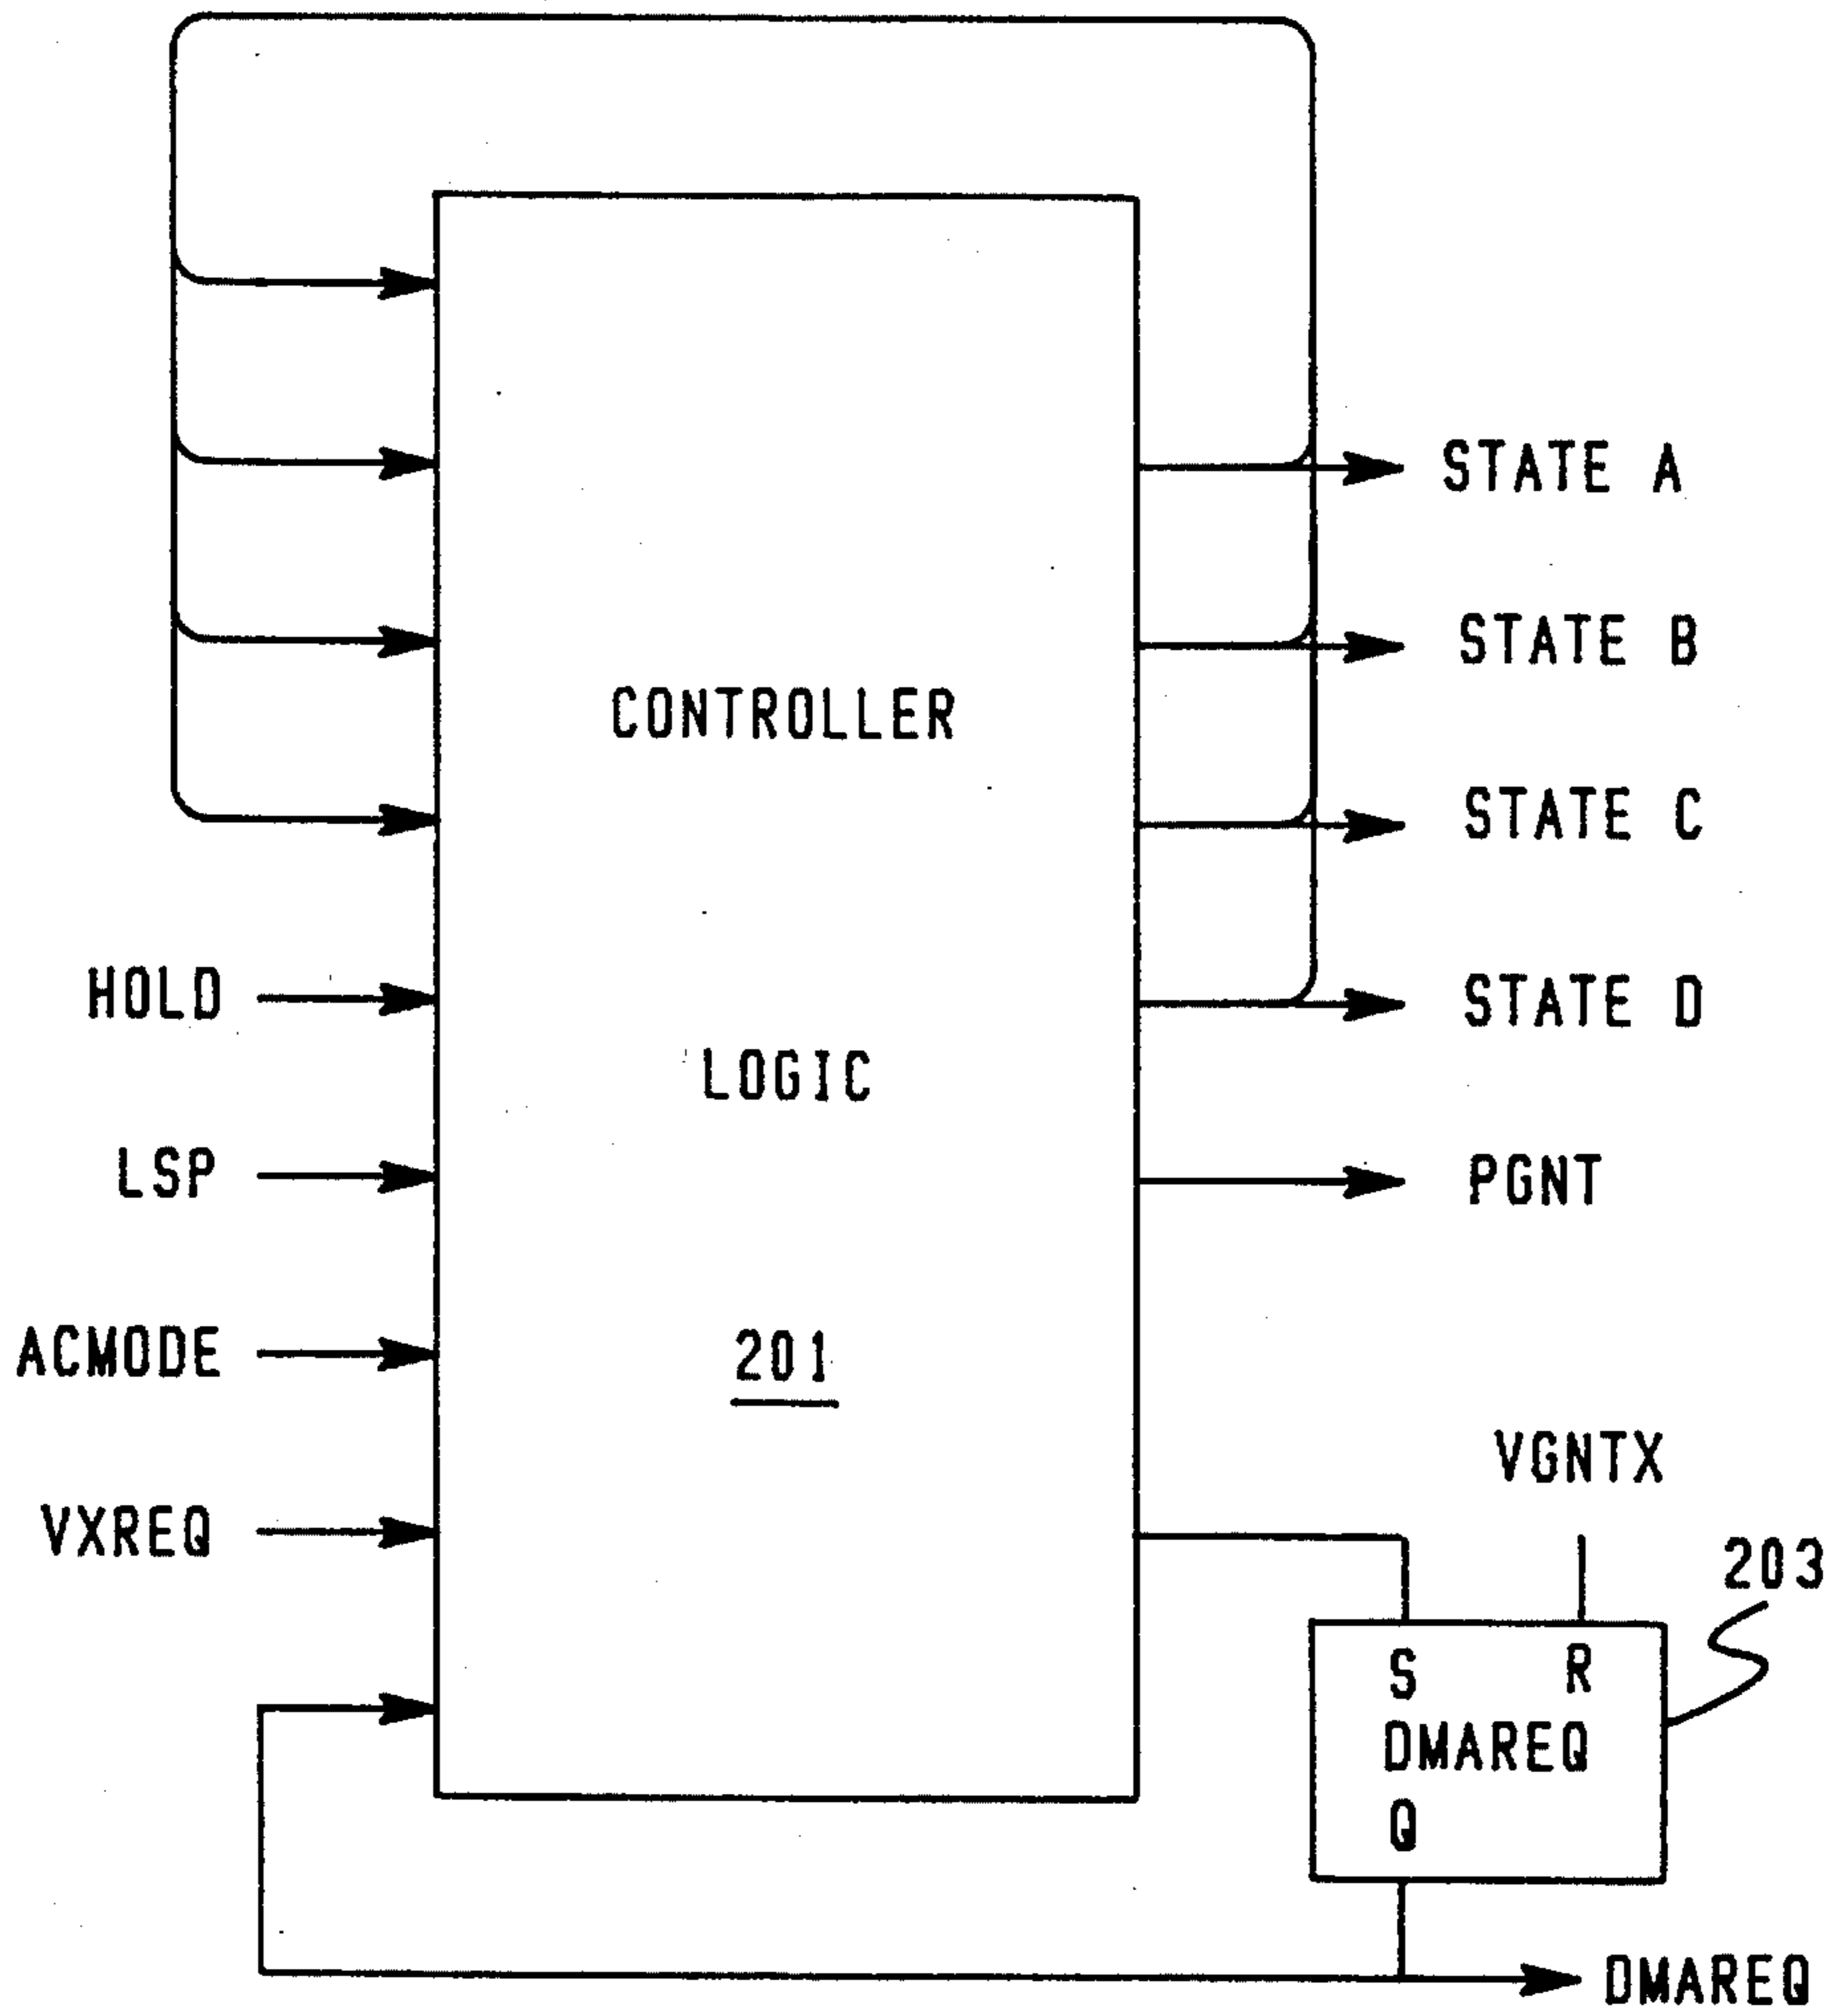 STATE A
STATE B
CONTROLLER
STATE C
HOLD
STATE D
LOGIC
LSP
PGNT
ACMODE
201
VGNTX
VXREQ
203
S R
DMAREQ
Q
DMAREQ